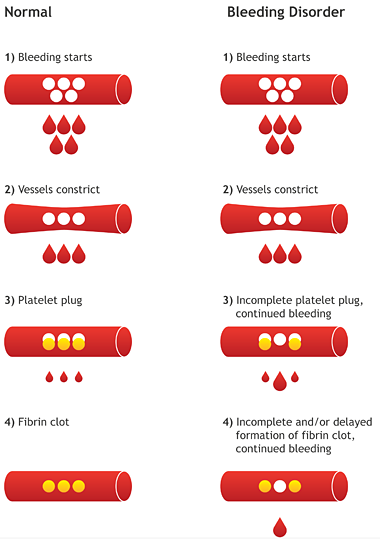 Normal
Bleeding Disorder
1) Bleeding starts
1) Bleeding starts
2) Vessels constrict
2) Vessels constrict
3) Platelet plug
3) Incomplete platelet plug,
continued bleeding
4) Fibrin clot
4) Incomplete and/or delayed
formation of fibrin clot,
continued bleeding